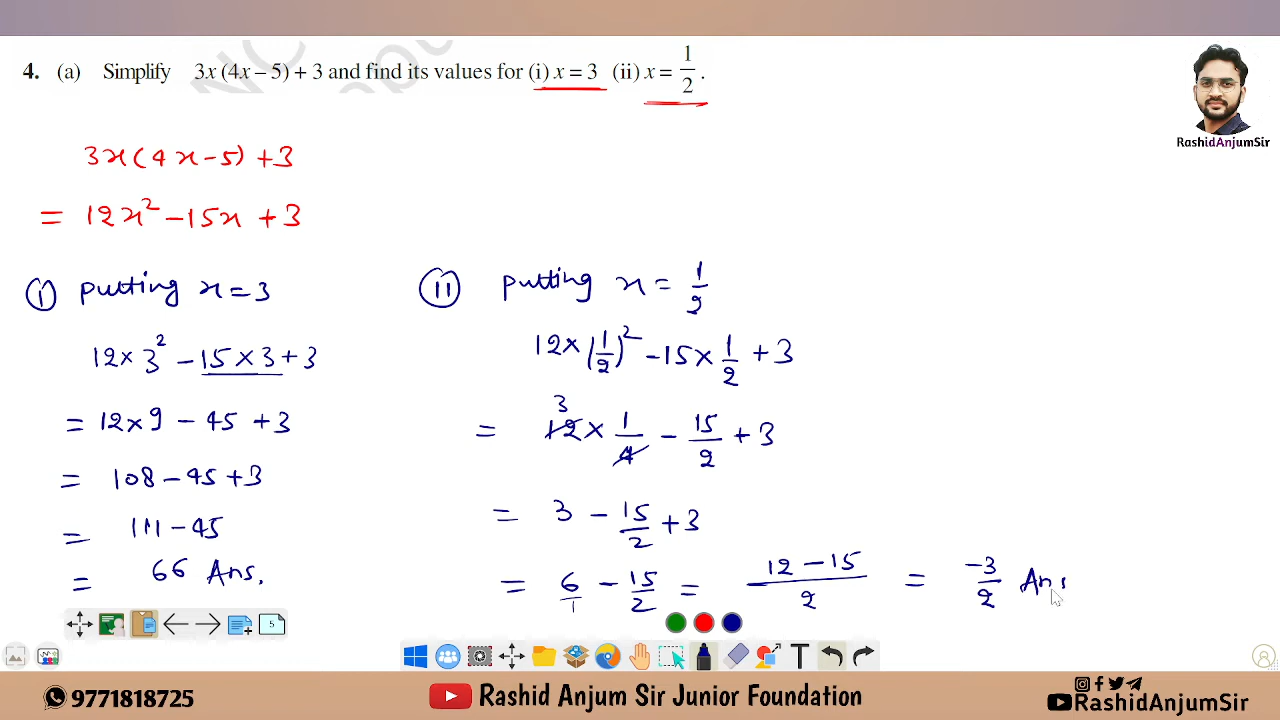 4. (a) Simplify 3x (4x – 5) + 3 and find its values for (i) x = 3 (ii) x = 1/2 .
RashidAnjumSir
3x(4x-5) +3
= 12x² -15x +3
(i) putting x=3
12×3² -15×3+3
= 12×9 - 45 +3
= 108 - 45 +3
= 111 - 45
= 66 Ans.
(ii) putting x = 1/2
12×(1/2)² -15× 1/2 +3
= 3 12× 1/4 - 15/2 +3
= 3 - 15/2 +3
= 6/1 - 15/2 = 12-15/2 = -3/2 Ans
5
T
9771818725
Rashid Anjum Sir Junior Foundation
RashidAnjumSir